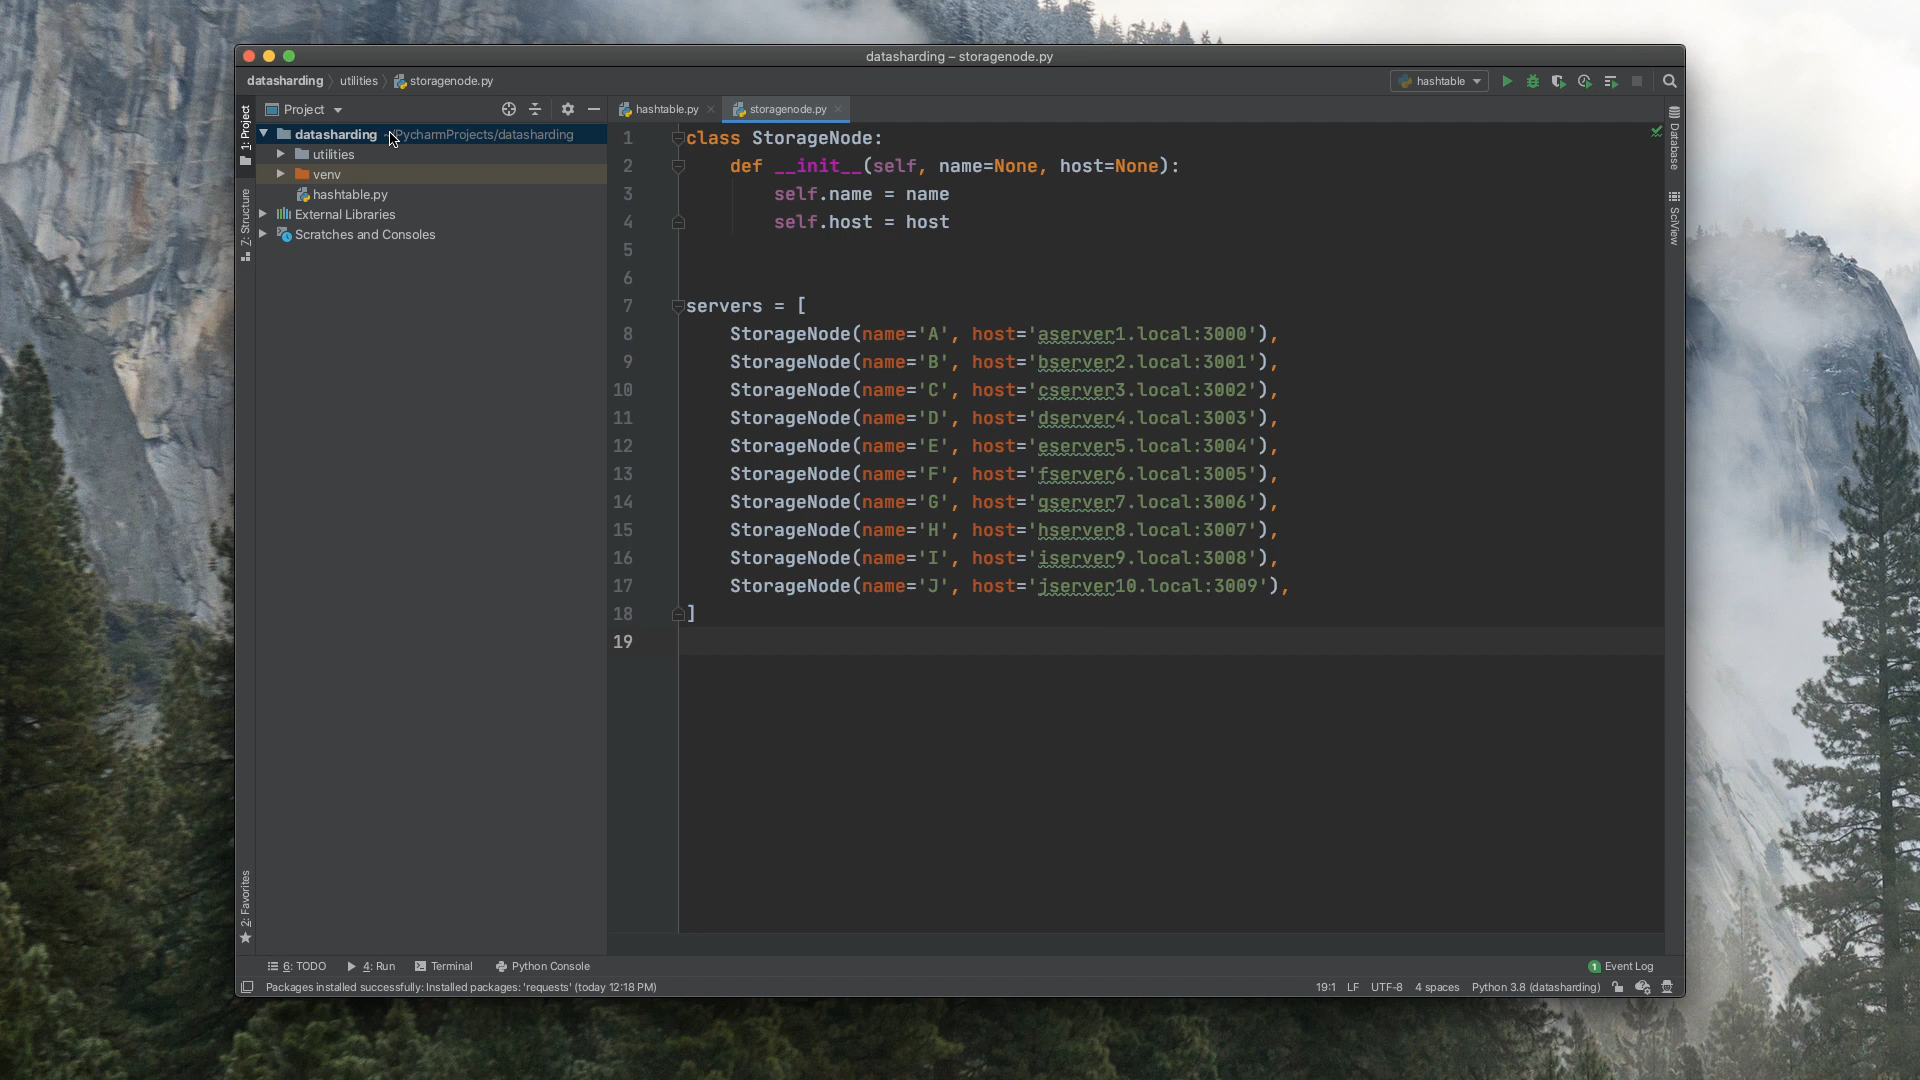 datasharding – storagenode.py
datasharding utilities storagenode.py hashtable
1: Project
Project
hashtable.py storagenode.py
datasharding ~/PycharmProjects/datasharding
utilities
venv
hashtable.py
External Libraries
Scratches and Consoles
Z: Structure
2: Favorites
1 class StorageNode:
2 def __init__(self, name=None, host=None):
3 self.name = name
4 self.host = host
5
6
7 servers = [
8 StorageNode(name='A', host='aserver1.local:3000'),
9 StorageNode(name='B', host='bserver2.local:3001'),
10 StorageNode(name='C', host='cserver3.local:3002'),
11 StorageNode(name='D', host='dserver4.local:3003'),
12 StorageNode(name='E', host='eserver5.local:3004'),
13 StorageNode(name='F', host='fserver6.local:3005'),
14 StorageNode(name='G', host='gserver7.local:3006'),
15 StorageNode(name='H', host='hserver8.local:3007'),
16 StorageNode(name='I', host='iserver9.local:3008'),
17 StorageNode(name='J', host='jserver10.local:3009'),
18 ]
19
Database
SciView
6: TODO 4: Run Terminal Python Console 1 Event Log
Packages installed successfully: Installed packages: 'requests' (today 12:18 PM) 19:1 LF UTF-8 4 spaces Python 3.8 (datasharding)